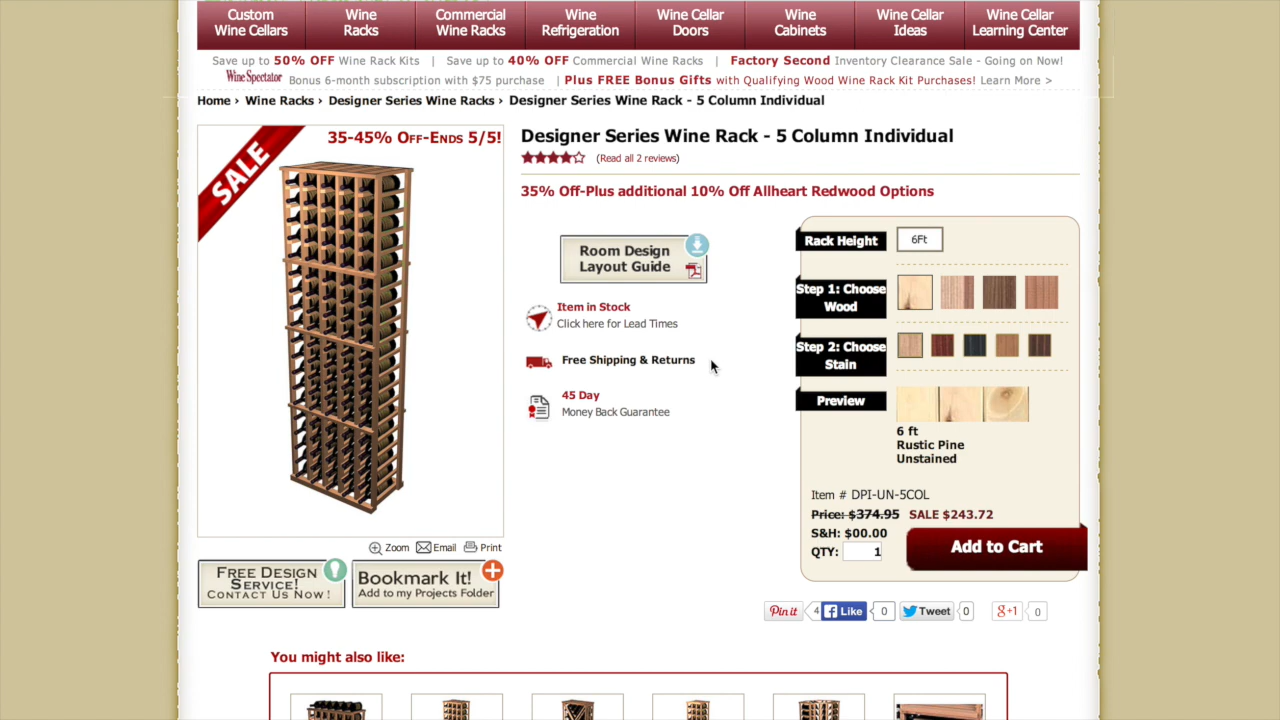 Custom Wine Cellars
Wine Racks
Commercial Wine Racks
Wine Refrigeration
Wine Cellar Doors
Wine Cabinets
Wine Cellar Ideas
Wine Cellar Learning Center
Save up to 50% OFF Wine Rack Kits | Save up to 40% OFF Commercial Wine Racks | Factory Second Inventory Clearance Sale - Going on Now!
Wine Spectator Bonus 6-month subscription with $75 purchase | Plus FREE Bonus Gifts with Qualifying Wood Wine Rack Kit Purchases! Learn More >
Home › Wine Racks › Designer Series Wine Racks › Designer Series Wine Rack - 5 Column Individual
SALE
35-45% Off-Ends 5/5!
Zoom Email Print
Free Design Service!
Contact Us Now!
Bookmark It!
Add to my Projects Folder
Designer Series Wine Rack - 5 Column Individual
(Read all 2 reviews)
35% Off-Plus additional 10% Off Allheart Redwood Options
Room Design
Layout Guide
Item in Stock
Click here for Lead Times
Free Shipping & Returns
45 Day
Money Back Guarantee
Rack Height
6Ft
Step 1: Choose
Wood
Step 2: Choose
Stain
Preview
6 ft
Rustic Pine
Unstained
Item # DPI-UN-5COL
Price: $374.95 SALE $243.72
S&H: $00.00
QTY: 1
Add to Cart
Pin it 4 Like 0 Tweet 0 g+1 0
You might also like: